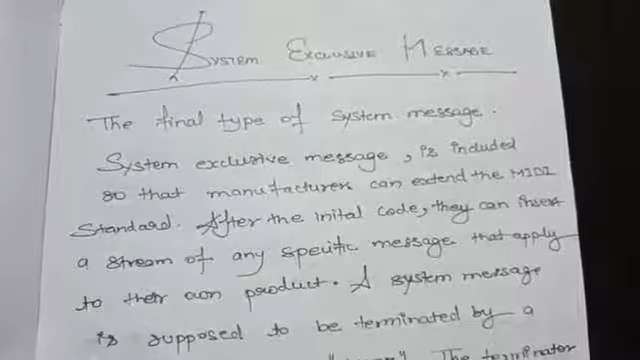 System Exclusive Message
The final type of system message.
System exclusive message, is included
so that manufacturers can extend the MIDI
Standard. After the inital code, they can insert
a stream of any specific message that apply
to their own product. A system message
is supposed to be terminated by a
The terminator